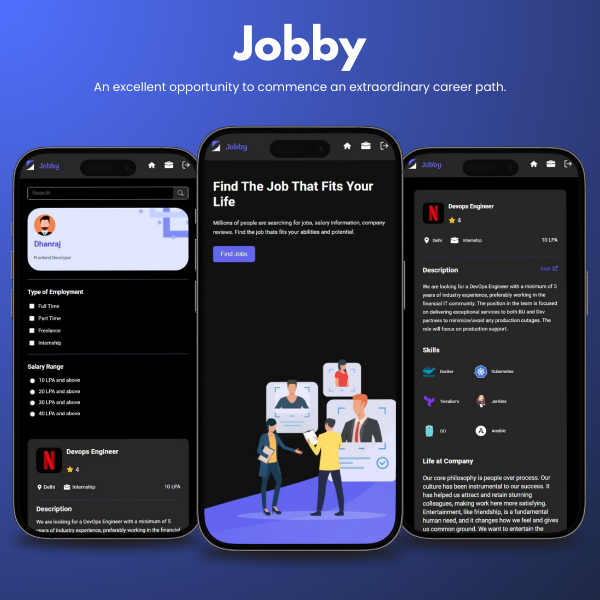 Jobby
An excellent opportunity to commence an extraordinary career path.
Jobby
Search
Dhanraj
Frontend Developer
Type of Employment
Full Time
Part Time
Freelance
Internship
Salary Range
10 LPA and above
20 LPA and above
30 LPA and above
40 LPA and above
N
Devops Engineer
4
Delhi
Internship
10 LPA
Description
We are looking for a DevOps Engineer with a minimum of 5
years of industry experience, preferably working in the financial
Jobby
Find The Job That Fits Your
Life
Millions of people are searching for jobs, salary information, company
reviews. Find the job thats fits your abilities and potential.
Find Jobs
Jobby
N
Devops Engineer
4
Delhi
Internship
10 LPA
Description
Visit
We are looking for a DevOps Engineer with a minimum of 5
years of industry experience, preferably working in the
financial IT community. The position in the team is focused
on delivering exceptional services to both BU and Dev
partners to minimize/avoid any production outages. The
role will focus on production support.
Skills
Docker
Kubernetes
Terraform
Jenkins
GO
A
Ansible
Life at Company
Our core philosophy is people over process. Our
culture has been instrumental to our success. It
has helped us attract and retain stunning
colleagues, making work here more satisfying.
Entertainment, like friendship, is a fundamental
human need, and it changes how we feel and gives
us common ground. We want to entertain the